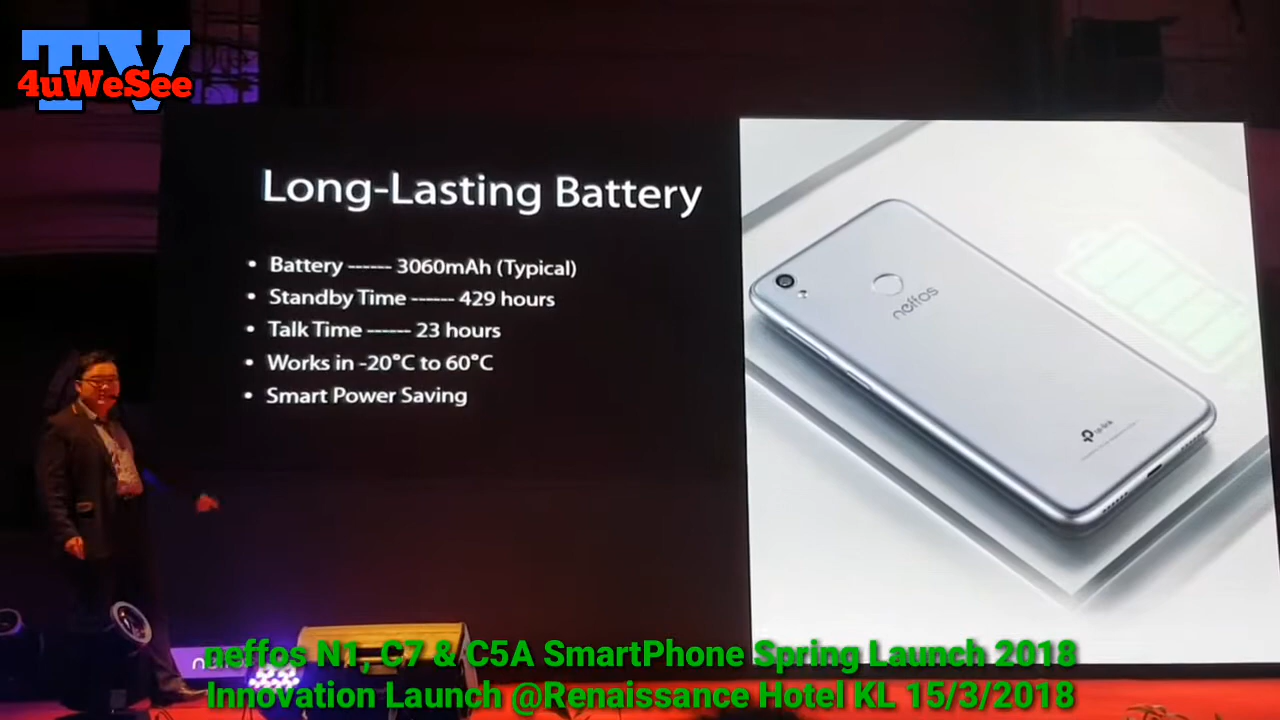 TV
4uWeSee
Long-Lasting Battery
• Battery ------ 3060mAh (Typical)
• Standby Time ------ 429 hours
• Talk Time ------ 23 hours
• Works in -20°C to 60°C
• Smart Power Saving
neffos
tp-link
neffos N1, C7 & C5A SmartPhone Spring Launch 2018
Innovation Launch @Renaissance Hotel KL 15/3/2018